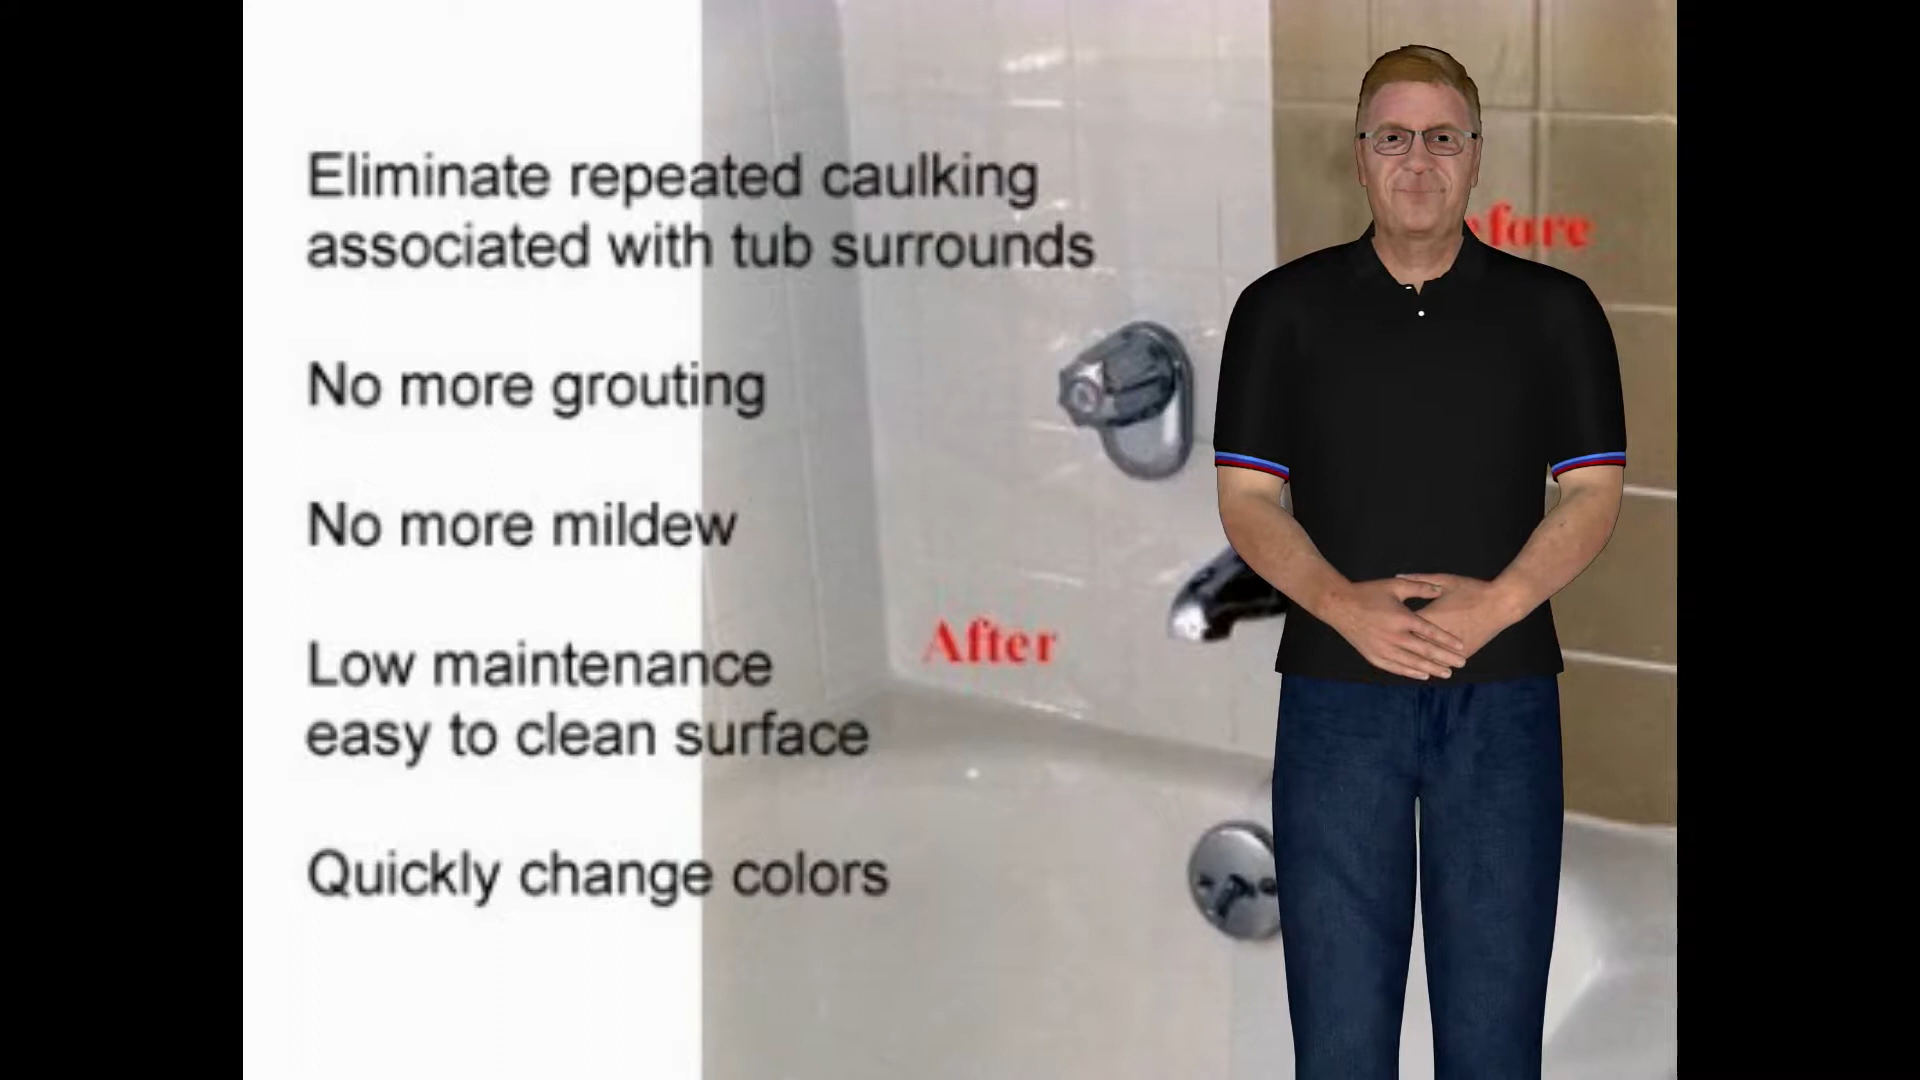 Eliminate repeated caulking
associated with tub surrounds
efore
No more grouting
No more mildew
After
Low maintenance
easy to clean surface
Quickly change colors